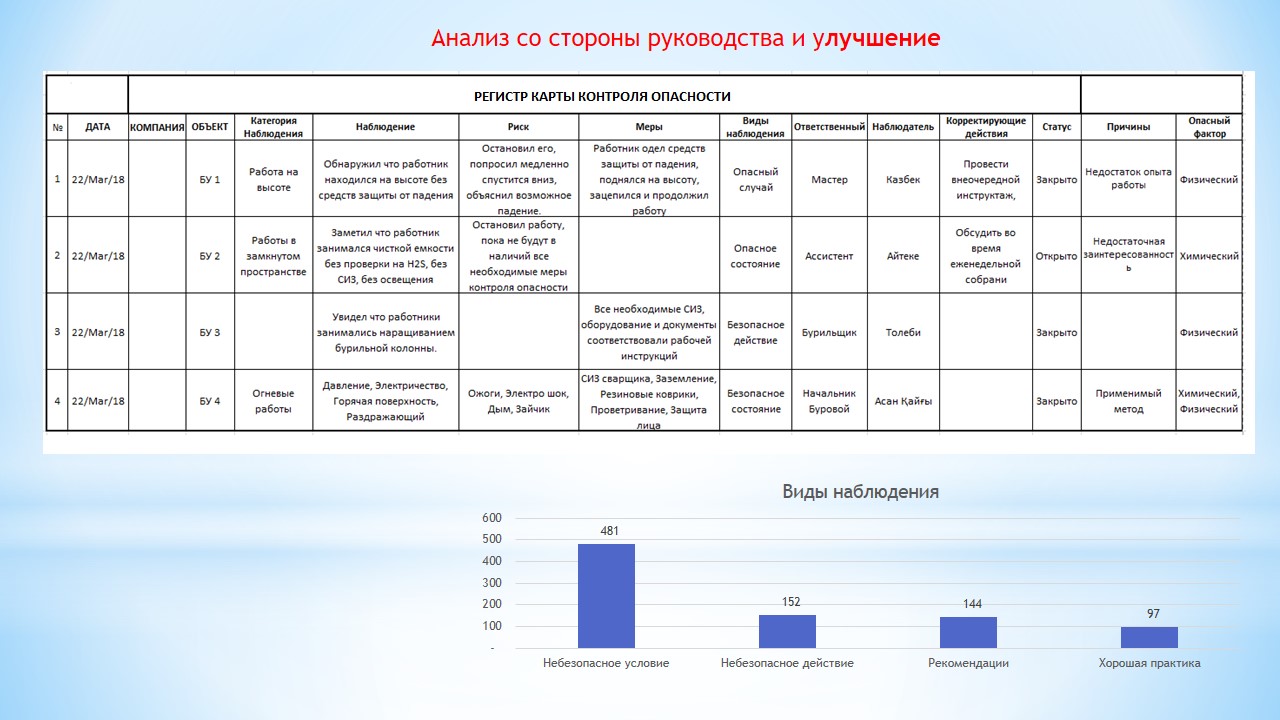 Анализ со стороны руководства и улучшение
РЕГИСТР КАРТЫ КОНТРОЛЯ ОПАСНОСТИ
№
ДАТА
КОМПАНИЯ
ОБЪЕКТ
Категория
Наблюдения
Наблюдение
Риск
Меры
Виды
наблюдения
Ответственный
Наблюдатель
Корректирующие
действия
Статус
Причины
Опасный
фактор
1
22/Mar/18
БУ 1
Работа на
высоте
Обнаружил что работник
находился на высоте без
средств защиты от падения
Остановил его,
попросил медленно
спустится вниз,
объяснил возможное
падение.
Работник одел средств
защиты от падения,
поднялся на высоту,
зацепился и продолжил
работу
Опасный
случай
Мастер
Казбек
Провести
внеочередной
инструктаж,
Закрыто
Недостаток опыта
работы
Физический
2
22/Mar/18
БУ 2
Работы в
замкнутом
пространстве
Заметил что работник
занимался чисткой емкости
без проверки на H2S, без
СИЗ, без освещения
Остановил работу,
пока не будут в
наличий все
необходимые меры
контроля опасности
Опасное
состояние
Ассистент
Айтеке
Обсудить во
время
еженедельной
собрани
Открыто
Недостаточная
заинтересованност
ь
Химический
3
22/Mar/18
БУ 3
Увидел что работники
занимались наращиванием
бурильной колонны.
Все необходимые СИЗ,
оборудование и документы
соответствовали рабочей
инструкций
Безопасное
действие
Бурильщик
Толеби
Закрыто
Физический
4
22/Mar/18
БУ 4
Огневые
работы
Давление, Электричество,
Горячая поверхность,
Раздражающий
Ожоги, Электро шок,
Дым, Зайчик
СИЗ сварщика, Заземление,
Резиновые коврики,
Проветривание, Защита
лица
Безопасное
состояние
Начальник
Буровой
Асан Қайғы
Закрыто
Применимый
метод
Химический,
Физический
Виды наблюдения
600
500
400
300
200
100
-
481
152
144
97
Небезопасное условие
Небезопасное действие
Рекомендации
Хорошая практика